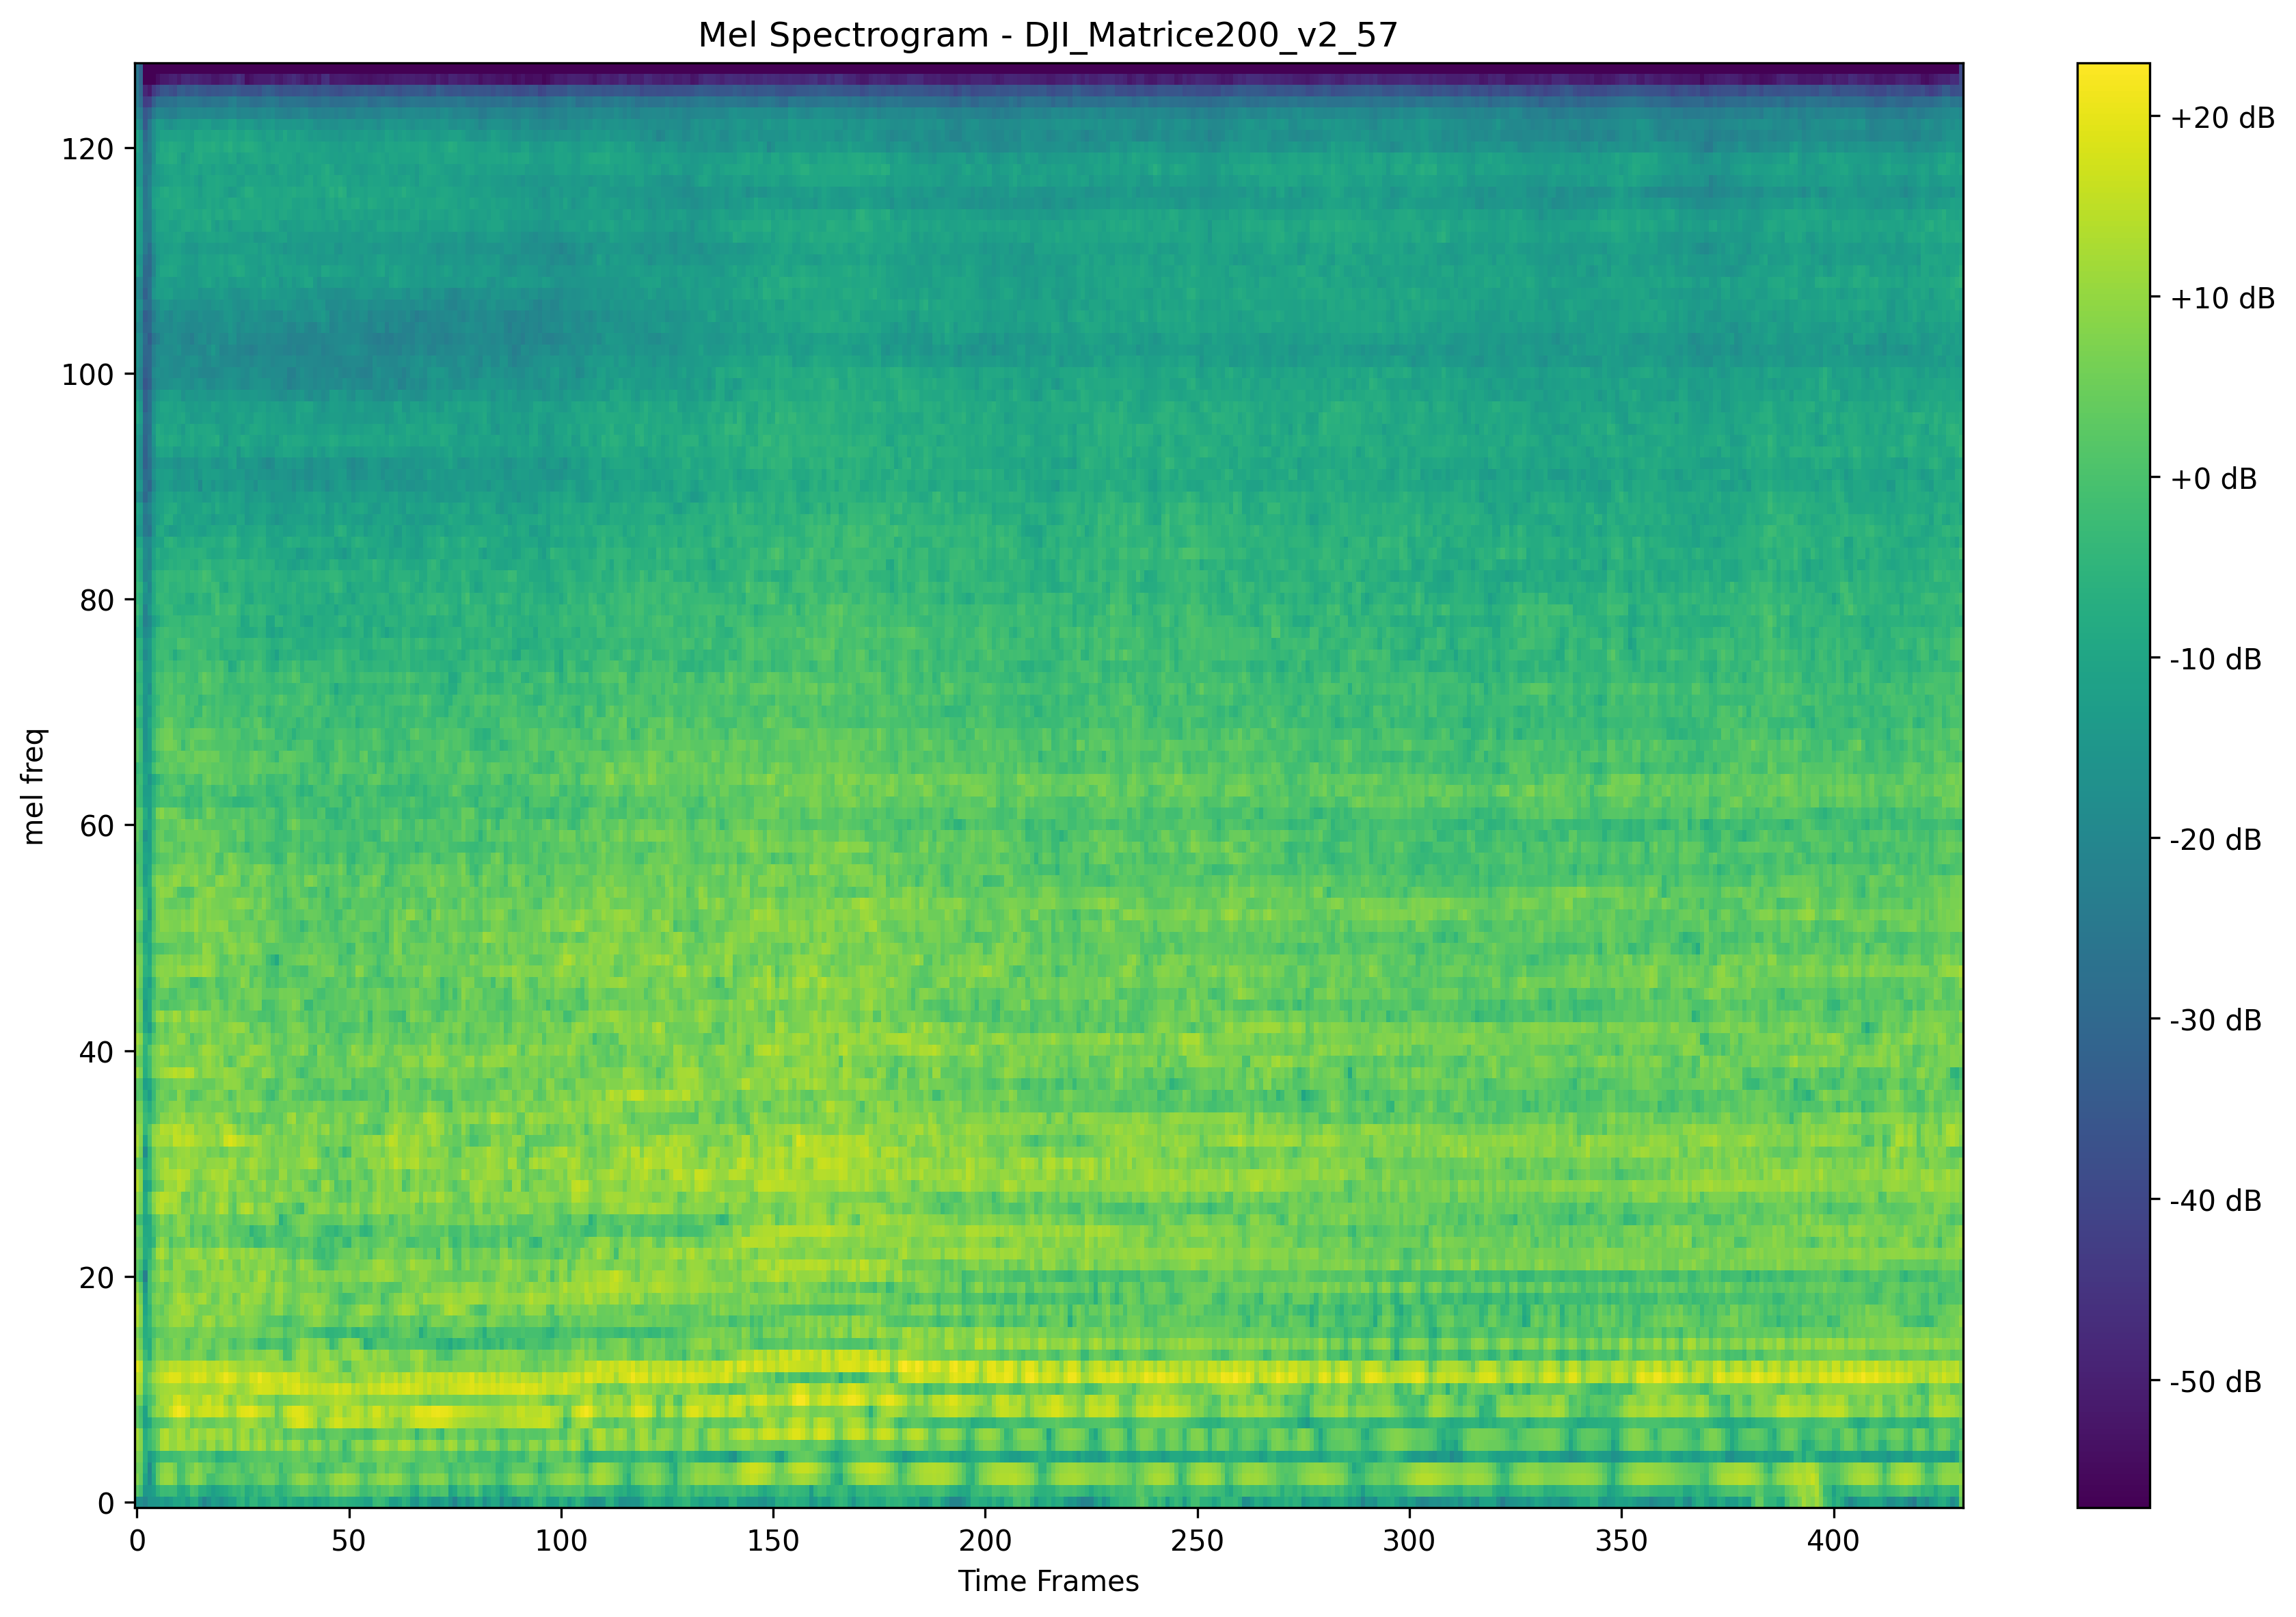 Mel Spectrogram - DJI_Matrice200_v2_57
mel freq
120
100
80
60
40
20
0
0 50 100 150 200 250 300 350 400
Time Frames
+20 dB
+10 dB
+0 dB
-10 dB
-20 dB
-30 dB
-40 dB
-50 dB